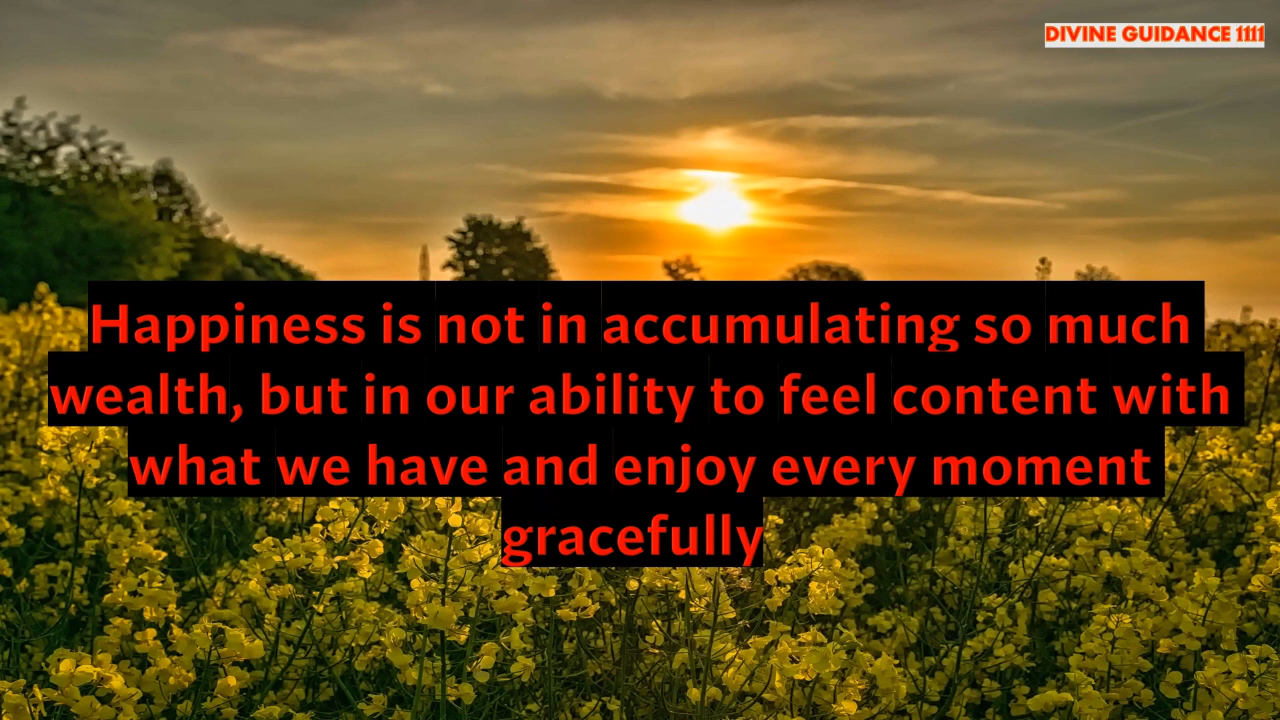 DIVINE GUIDANCE 1111
Happiness is not in accumulating so much
wealth, but in our ability to feel content with
what we have and enjoy every moment
gracefully